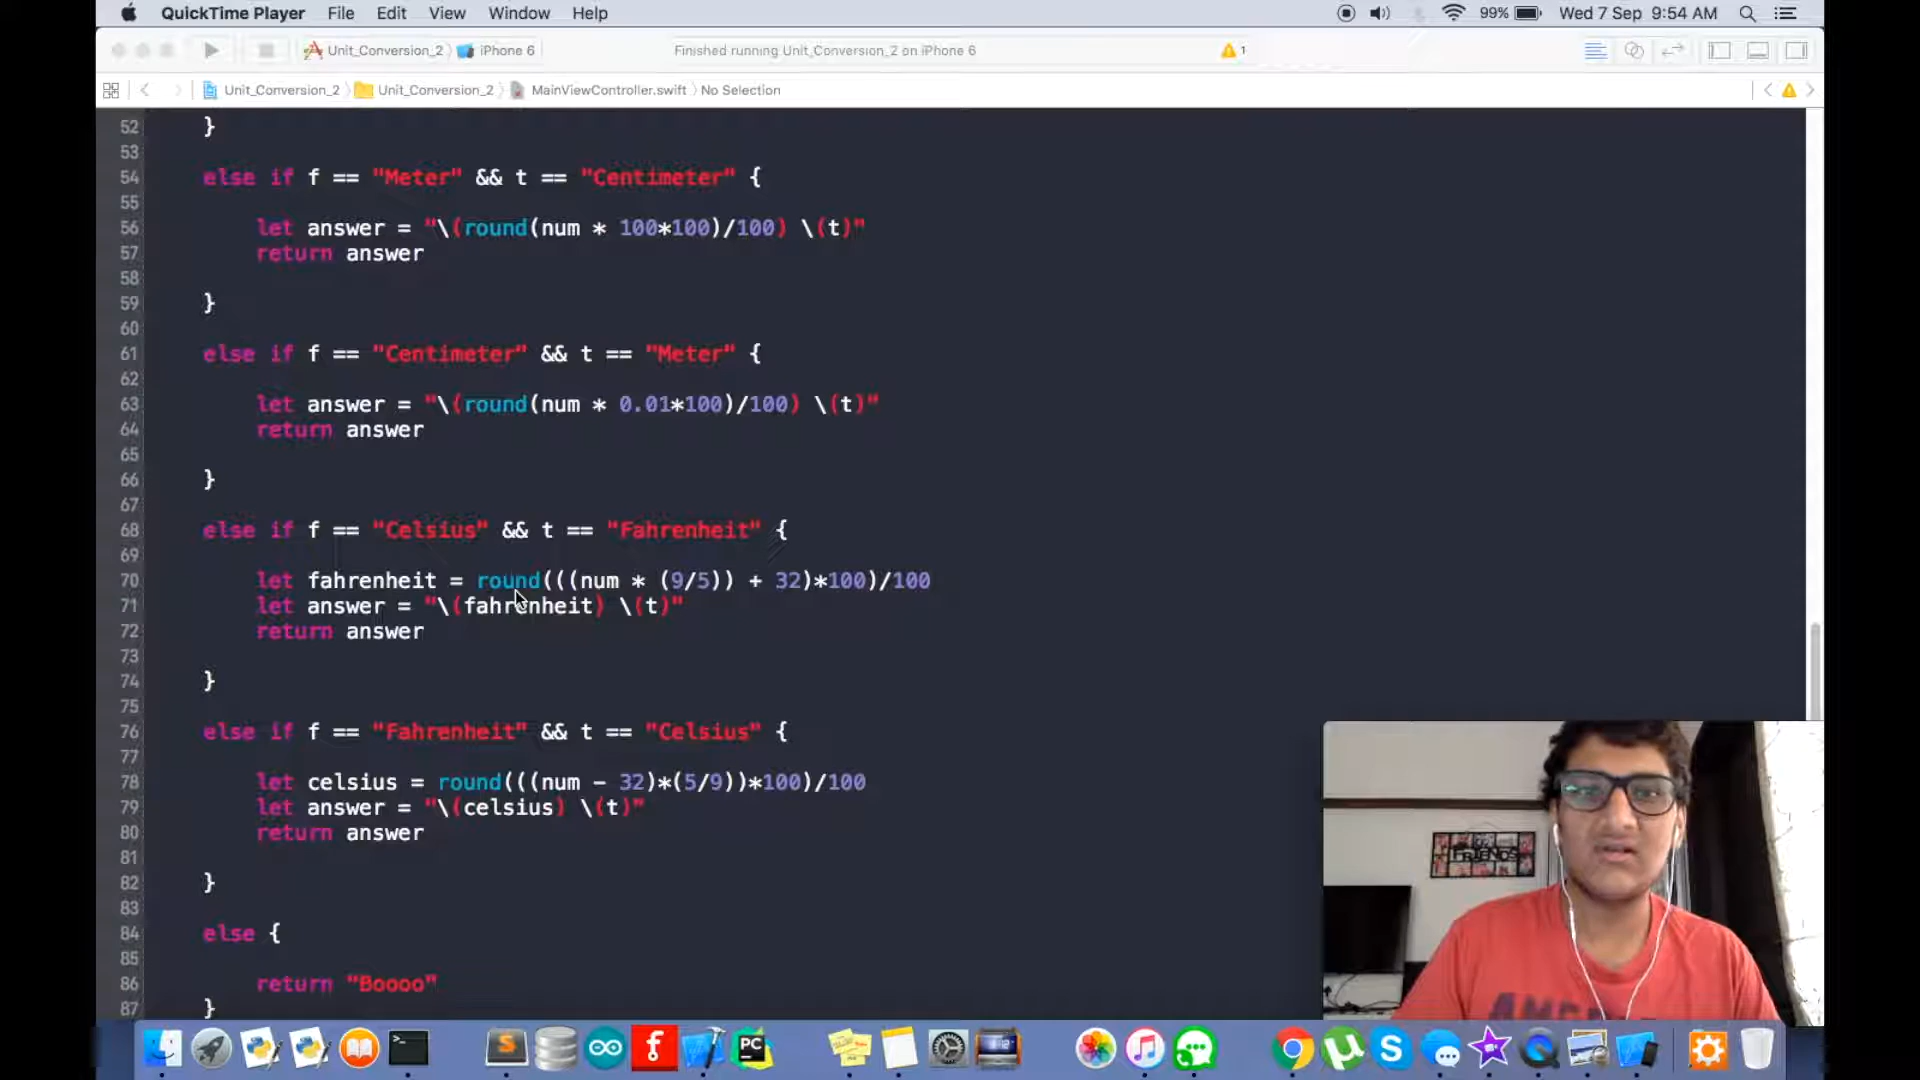 QuickTime Player File Edit View Window Help 99% Wed 7 Sep 9:54 AM
Unit_Conversion_2 iPhone 6 Finished running Unit_Conversion_2 on iPhone 6 1
Unit_Conversion_2 Unit_Conversion_2 MainViewController.swift No Selection
52 }
53
54 else if f == "Meter" && t == "Centimeter" {
55
56 let answer = "\(round(num * 100*100)/100) \(t)"
57 return answer
58
59 }
60
61 else if f == "Centimeter" && t == "Meter" {
62
63 let answer = "\(round(num * 0.01*100)/100) \(t)"
64 return answer
65
66 }
67
68 else if f == "Celsius" && t == "Fahrenheit" {
69
70 let fahrenheit = round(((num * (9/5)) + 32)*100)/100
71 let answer = "\(fahrenheit) \(t)"
72 return answer
73
74 }
75
76 else if f == "Fahrenheit" && t == "Celsius" {
77
78 let celsius = round(((num - 32)*(5/9))*100)/100
79 let answer = "\(celsius) \(t)"
80 return answer
81
82 }
83
84 else {
85
86 return "Boooo"
87 }
FRIENDS
AMERI
S f PC S